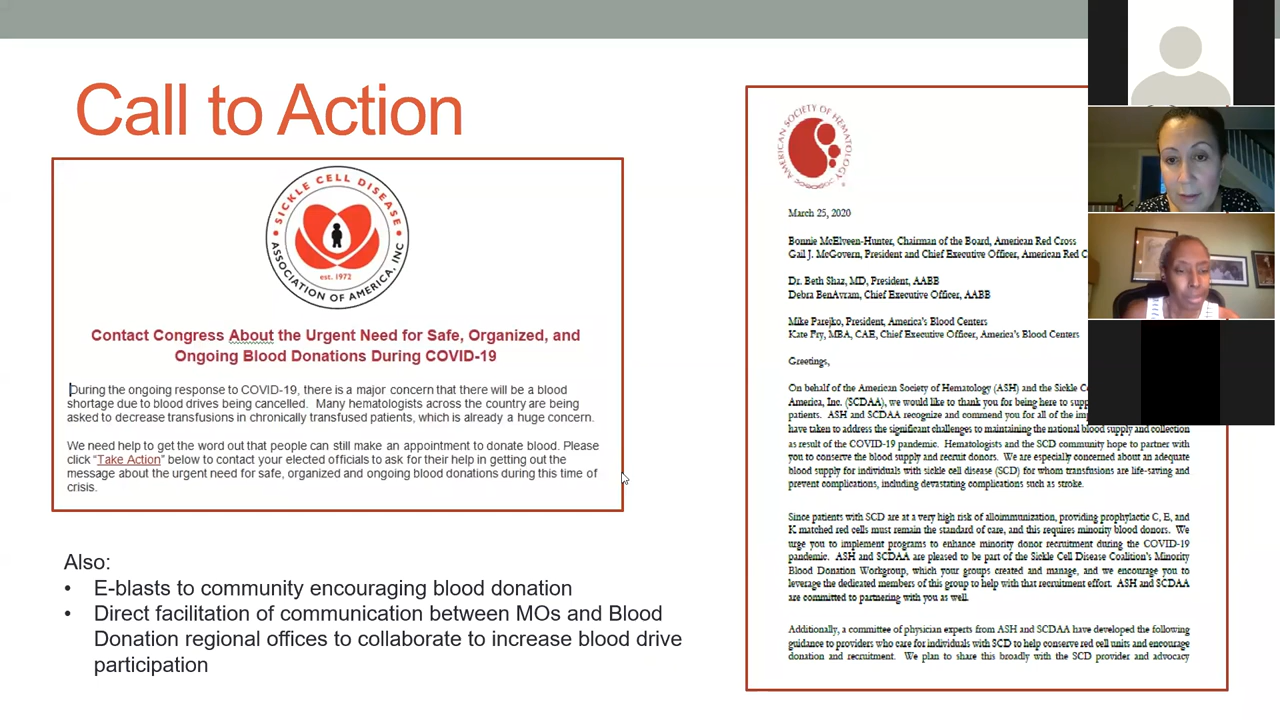 Call to Action
SICKLE CELL DISEASE
ASSOCIATION OF AMERICA, INC
est. 1972
Contact Congress About the Urgent Need for Safe, Organized, and
Ongoing Blood Donations During COVID-19
During the ongoing response to COVID-19, there is a major concern that there will be a blood
shortage due to blood drives being cancelled. Many hematologists across the country are being
asked to decrease transfusions in chronically transfused patients, which is already a huge concern.
We need help to get the word out that people can still make an appointment to donate blood. Please
click "Take Action" below to contact your elected officials to ask for their help in getting out the
message about the urgent need for safe, organized and ongoing blood donations during this time of
crisis.
Also:
• E-blasts to community encouraging blood donation
• Direct facilitation of communication between MOs and Blood
Donation regional offices to collaborate to increase blood drive
participation
AMERICAN SOCIETY OF HEMATOLOGY
March 25, 2020
Bonnie McElveen-Hunter, Chairman of the Board, American Red Cross
Gail J. McGovern, President and Chief Executive Officer, American Red C
Dr. Beth Shaz, MD, President, AABB
Debra BenAvram, Chief Executive Officer, AABB
Mike Parejko, President, America's Blood Centers
Kate Fry, MBA, CAE, Chief Executive Officer, America's Blood Centers
Greetings,
On behalf of the American Society of Hematology (ASH) and the Sickle C
America, Inc. (SCDAA), we would like to thank you for being here to supp
patients. ASH and SCDAA recognize and commend you for all of the im
have taken to address the significant challenges to maintaining the national blood supply and collection
as result of the COVID-19 pandemic. Hematologists and the SCD community hope to partner with
you to conserve the blood supply and recruit donors. We are especially concerned about an adequate
blood supply for individuals with sickle cell disease (SCD) for whom transfusions are life-saving and
prevent complications, including devastating complications such as stroke.
Since patients with SCD are at a very high risk of alloimmunization, providing prophylactic C, E, and
K matched red cells must remain the standard of care, and this requires minority blood donors. We
urge you to implement programs to enhance minority donor recruitment during the COVID-19
pandemic. ASH and SCDAA are pleased to be part of the Sickle Cell Disease Coalition's Minority
Blood Donation Workgroup, which your groups created and manage, and we encourage you to
leverage the dedicated members of this group to help with that recruitment effort. ASH and SCDAA
are committed to partnering with you as well.
Additionally, a committee of physician experts from ASH and SCDAA have developed the following
guidance to providers who care for individuals with SCD to help conserve red cell units and encourage
donation and recruitment. We plan to share this broadly with the SCD provider and advocacy